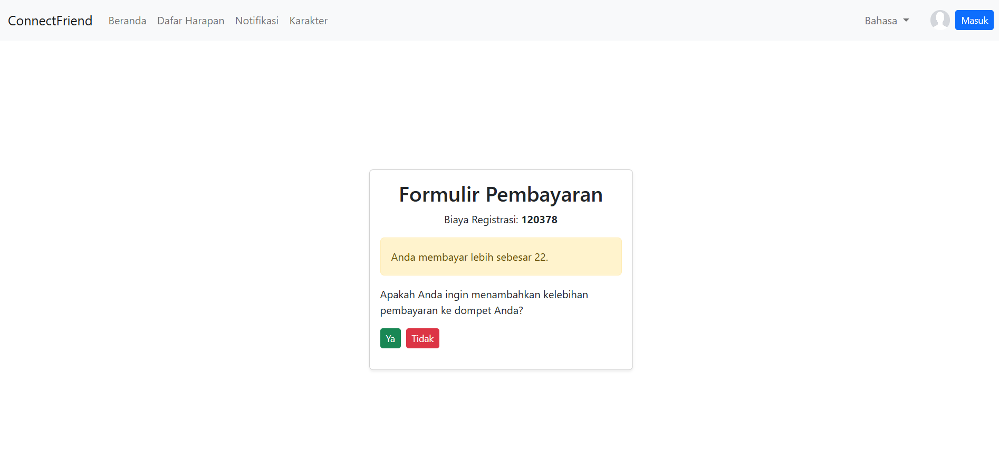 ConnectFriend Beranda Dafar Harapan Notifikasi Karakter Bahasa Masuk
Formulir Pembayaran
Biaya Registrasi: 120378
Anda membayar lebih sebesar 22.
Apakah Anda ingin menambahkan kelebihan
pembayaran ke dompet Anda?
Ya Tidak